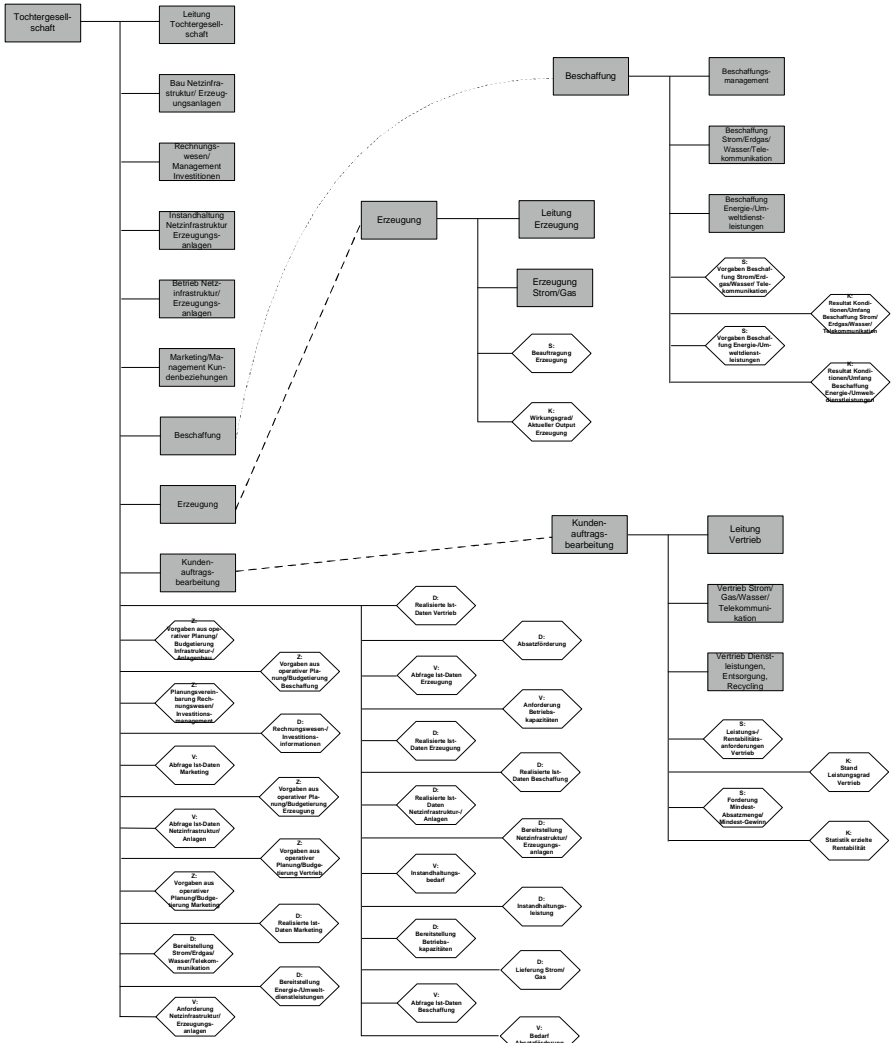 Tochtergesell-
schaft
Leitung
Tochtergesell-
schaft
Bau Netzinfra-
struktur/ Erzeug-
ungsanlagen
Rechnungs-
wesen/
Management
Investitionen
Instandhaltung
Netzinfrastruktur
Erzeugungs-
anlagen
Betrieb Netz-
infrastruktur/
Erzeugungs-
anlagen
Marketing/Ma-
nagement Kun-
denbeziehungen
Beschaffung
Erzeugung
Kunden-
auftrags-
bearbeitung
Beschaffung
Beschaffungs-
management
Beschaffung
Strom/Erdgas/
Wasser/Tele-
kommunikation
Beschaffung
Energie-/Um-
weltdienst-
leistungen
S:
Vorgaben Beschaf-
fung Strom/Erd-
gas/Wasser/ Tele-
kommunikation
K:
Resultat Kondi-
tionen/Umfang
Beschaffung Strom/
Erdgas/Wasser/
Telekommunikation
S:
Vorgaben Beschaf-
fung Energie-/Um-
weltdienst-
leistungen
K:
Resultat Kondi-
tionen/Umfang
Beschaffung
Energie-/Umwelt-
dienstleistungen
Erzeugung
Leitung
Erzeugung
Erzeugung
Strom/Gas
S:
Beauftragung
Erzeugung
K:
Wirkungsgrad/
Aktueller Output
Erzeugung
Kunden-
auftrags-
bearbeitung
Leitung
Vertrieb
Vertrieb Strom/
Gas/Wasser/
Telekommuni-
kation
Vertrieb Dienst-
leistungen,
Entsorgung,
Recycling
S:
Leistungs-/
Rentabilitäts-
anforderungen
Vertrieb
K:
Stand
Leistungsgrad
Vertrieb
S:
Forderung
Mindest-
Absatzmenge/
Mindest-Gewinn
K:
Statistik erzielte
Rentabilität
Z:
Vorgaben aus ope-
rativer Planung/
Budgetierung
Infrastruktur-/
Anlagenbau
Z:
Vorgaben aus
operativer Pla-
nung/Budgetierung
Beschaffung
Z:
Planungsverein-
barung Rech-
nungswesen/
Investitions-
management
D:
Rechnungswesen-/
Investitions-
informationen
V:
Abfrage Ist-Daten
Marketing
Z:
Vorgaben aus
operativer Pla-
nung/Budgetierung
Erzeugung
V:
Abfrage Ist-Daten
Netzinfrastruktur/
Anlagen
Z:
Vorgaben aus
operativer
Planung/Budge-
tierung Vertrieb
Z:
Vorgaben aus
operativer
Planung/Budge-
tierung Marketing
D:
Realisierte Ist-
Daten Marketing
D:
Bereitstellung
Strom/Erdgas/
Wasser/Telekom-
munikation
D:
Bereitstellung
Energie-/Umwelt-
dienstleistungen
V:
Anforderung
Netzinfrastruktur/
Erzeugungs-
anlagen
D:
Realisierte Ist-
Daten Vertrieb
D:
Absatzförderung
V:
Abfrage Ist-Daten
Erzeugung
V:
Anforderung
Betriebs-
kapazitäten
D:
Realisierte Ist-
Daten Erzeugung
D:
Realisierte Ist-
Daten Beschaffung
D:
Realisierte Ist-
Daten
Netzinfrastruktur-/
Anlagen
D:
Bereitstellung
Netzinfrastruktur/
Erzeugungs-
anlagen
V:
Instandhaltungs-
bedarf
D:
Instandhaltungs-
leistung
D:
Bereitstellung
Betriebs-
kapazitäten
D:
Lieferung Strom/
Gas
V:
Abfrage Ist-Daten
Beschaffung
V:
Bedarf
Absatzförderung